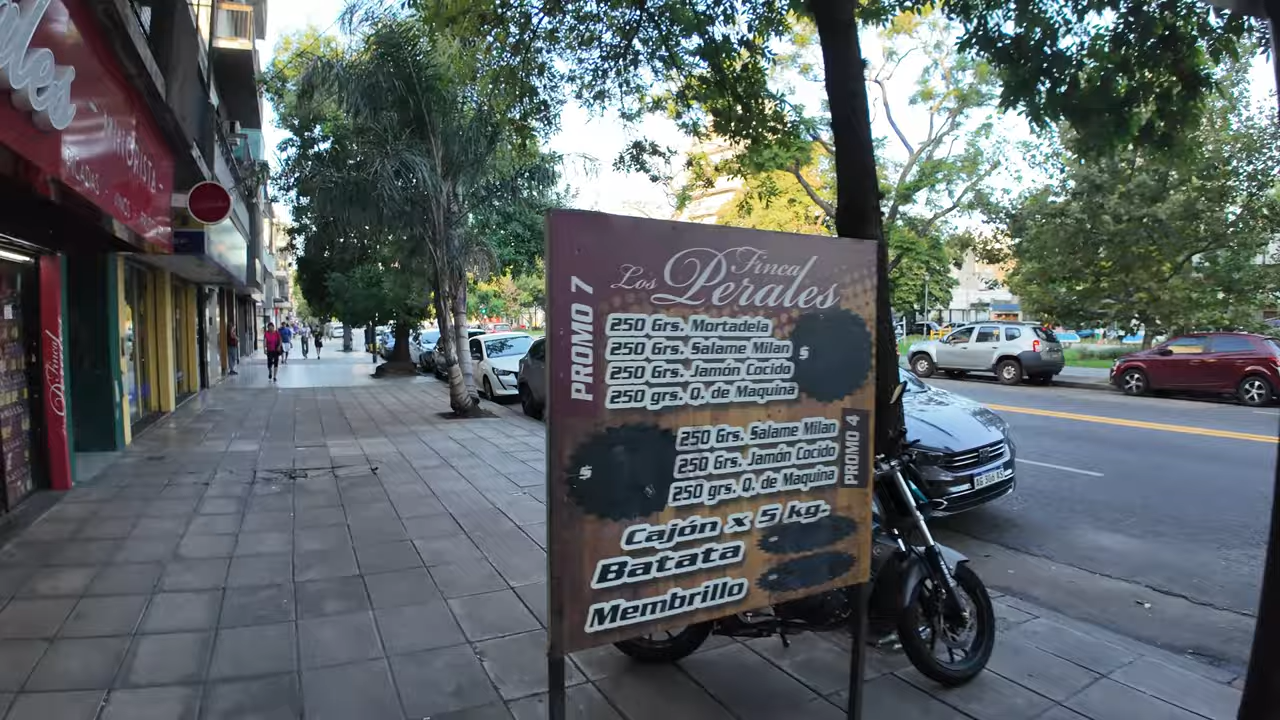 Los Finca Perales
PROMO 7
250 Grs. Mortadela
250 Grs. Salame Milan
250 Grs. Jamón Cocido
250 grs. Q. de Maquina
$
PROMO 4
250 Grs. Salame Milan
250 Grs. Jamón Cocido
250 grs. Q. de Maquina
$
Cajón x 5 kg.
Batata
Membrillo